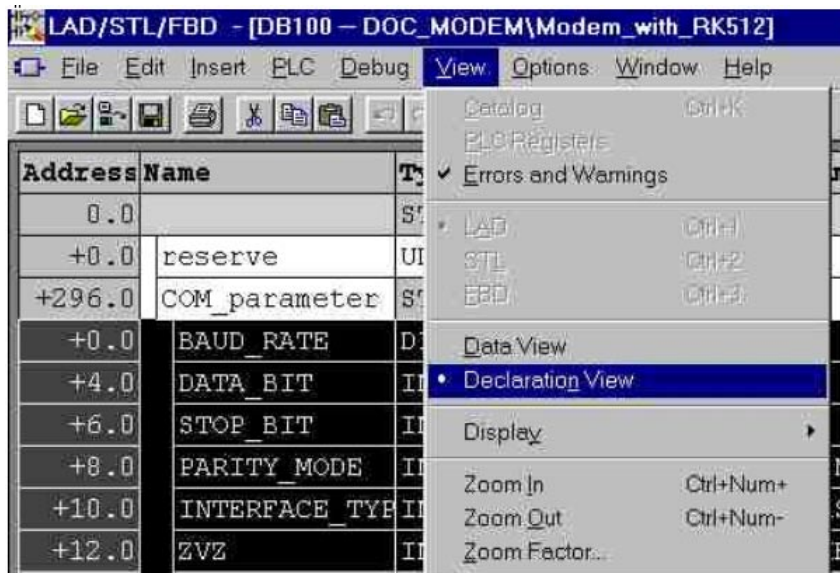 LAD/STL/FBD - [DB100 — DOC_MODEM\Modem_with_RK512]
File Edit Insert PLC Debug View Options Window Help
Catalog Ctrl+K
PLC Registers
✔ Errors and Warnings
• LAD Ctrl+1
STL Ctrl+2
FBD Ctrl+3
Data View
• Declaration View
Display
Zoom In Ctrl+Num+
Zoom Out Ctrl+Num-
Zoom Factor...
Address Name
0.0
+0.0 reserve
+296.0 COM_parameter
+0.0 BAUD_RATE
+4.0 DATA_BIT
+6.0 STOP_BIT
+8.0 PARITY_MODE
+10.0 INTERFACE_TYP
+12.0 ZVZ